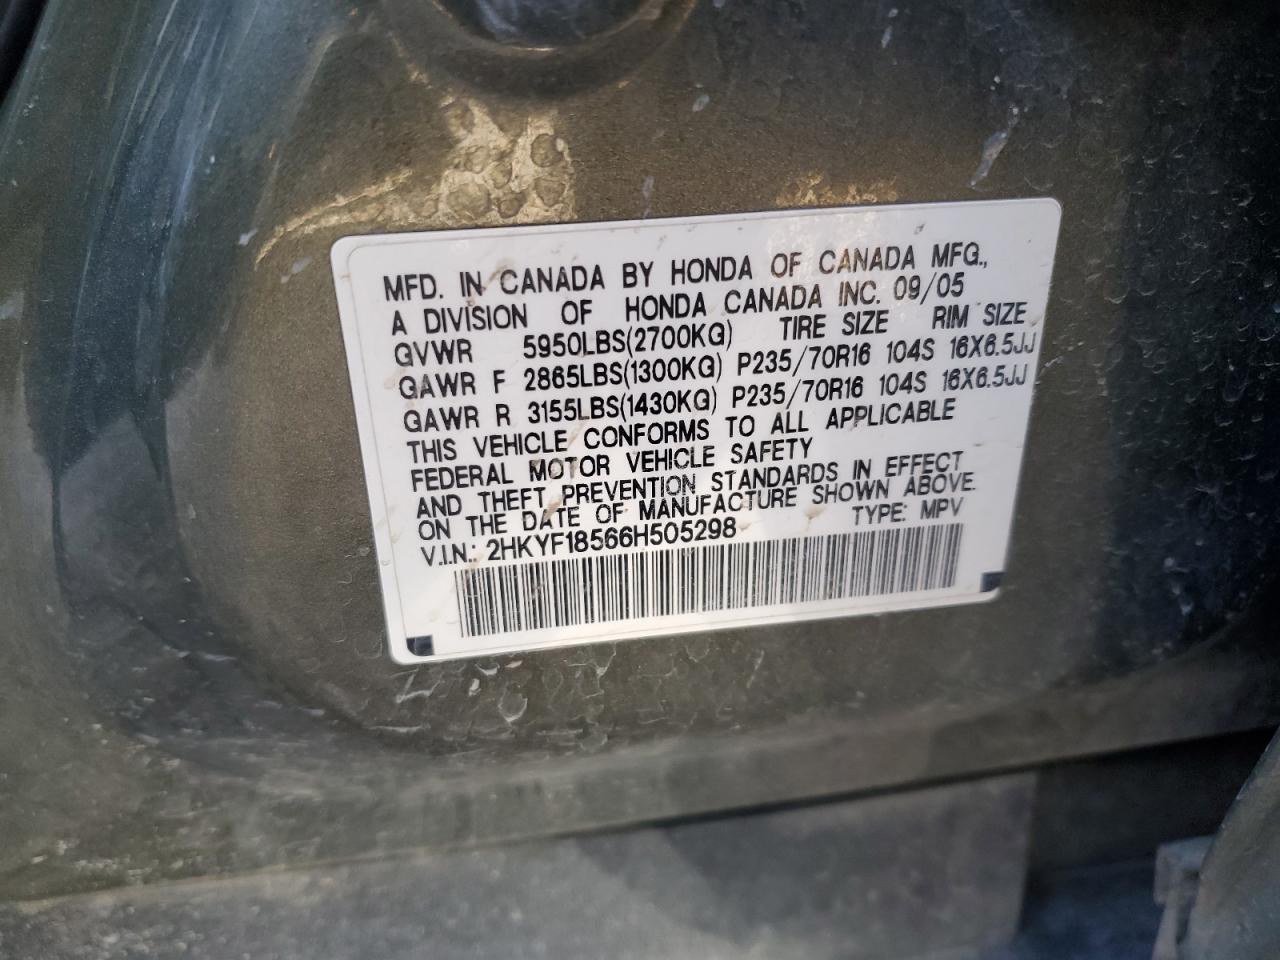 MFD. IN CANADA BY HONDA OF CANADA MFG.,
A DIVISION OF HONDA CANADA INC. 09/05
GVWR 5950LBS(2700KG) TIRE SIZE RIM SIZE
GAWR F 2865LBS(1300KG) P235/70R16 104S 16X6.5JJ
GAWR R 3155LBS(1430KG) P235/70R16 104S 16X6.5JJ
THIS VEHICLE CONFORMS TO ALL APPLICABLE
FEDERAL MOTOR VEHICLE SAFETY
AND THEFT PREVENTION STANDARDS IN EFFECT
ON THE DATE OF MANUFACTURE SHOWN ABOVE.
V.I.N.: 2HKYF18566H505298 TYPE: MPV